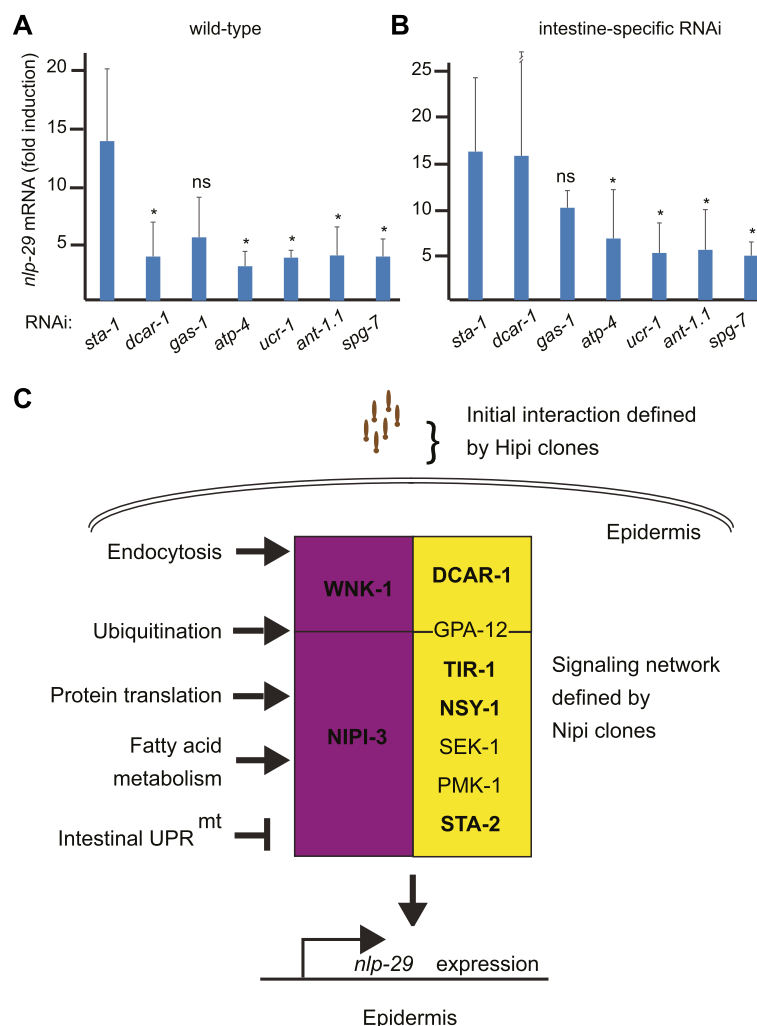 A
wild-type
nlp-29 mRNA (fold induction)
20
15
10
5
*
ns
*
*
*
*
RNAi:
sta-1
dcar-1
gas-1
atp-4
ucr-1
ant-1.1
spg-7
B
intestine-specific RNAi
25
20
15
10
5
ns
*
*
*
*
sta-1
dcar-1
gas-1
atp-4
ucr-1
ant-1.1
spg-7
C
Initial interaction defined
by Hipi clones
}
Epidermis
Endocytosis
Ubiquitination
Protein translation
Fatty acid
metabolism
Intestinal UPR mt
WNK-1
NIPI-3
DCAR-1
GPA-12
TIR-1
NSY-1
SEK-1
PMK-1
STA-2
Signaling network
defined by
Nipi clones
nlp-29 expression
Epidermis